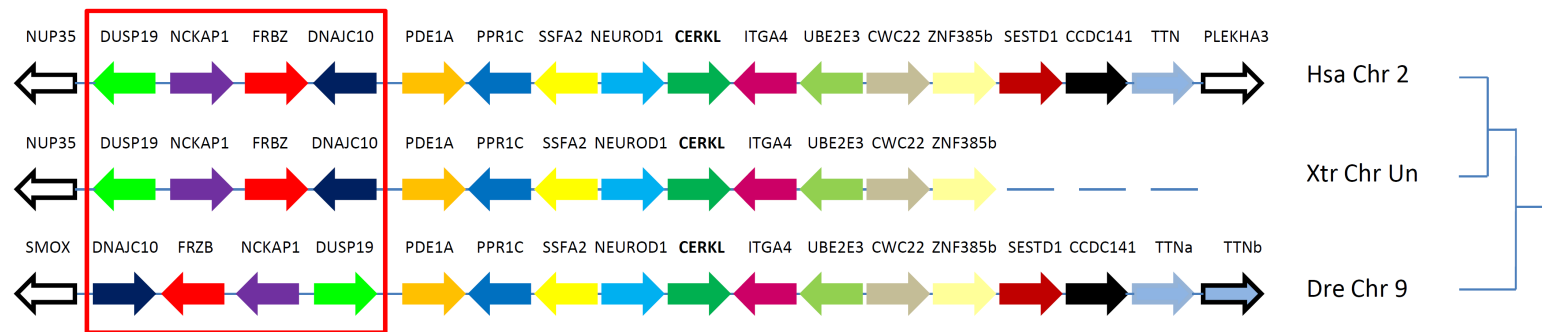 NUP35 DUSP19 NCKAP1 FRBZ DNAJC10 PDE1A PPR1C SSFA2 NEUROD1 CERKL ITGA4 UBE2E3 CWC22 ZNF385b SESTD1 CCDC141 TTN PLEKHA3
Hsa Chr 2
NUP35 DUSP19 NCKAP1 FRBZ DNAJC10 PDE1A PPR1C SSFA2 NEUROD1 CERKL ITGA4 UBE2E3 CWC22 ZNF385b
Xtr Chr Un
SMOX DNAJC10 FRZB NCKAP1 DUSP19 PDE1A PPR1C SSFA2 NEUROD1 CERKL ITGA4 UBE2E3 CWC22 ZNF385b SESTD1 CCDC141 TTNa TTNb
Dre Chr 9